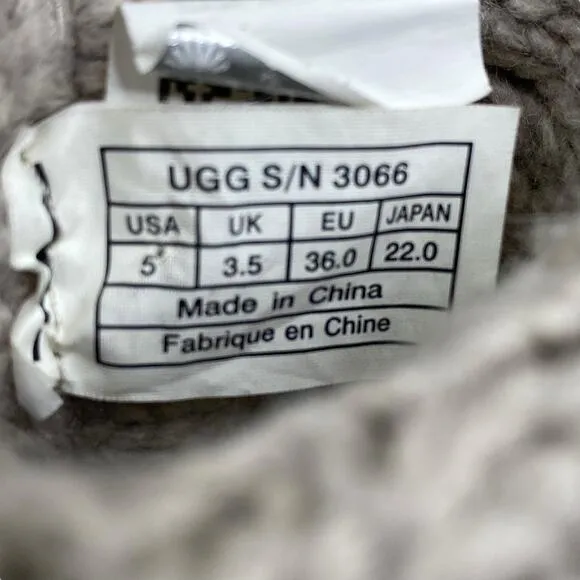 UGG S/N 3066
USA UK EU JAPAN
5 3.5 36.0 22.0
Made in China
Fabrique en Chine